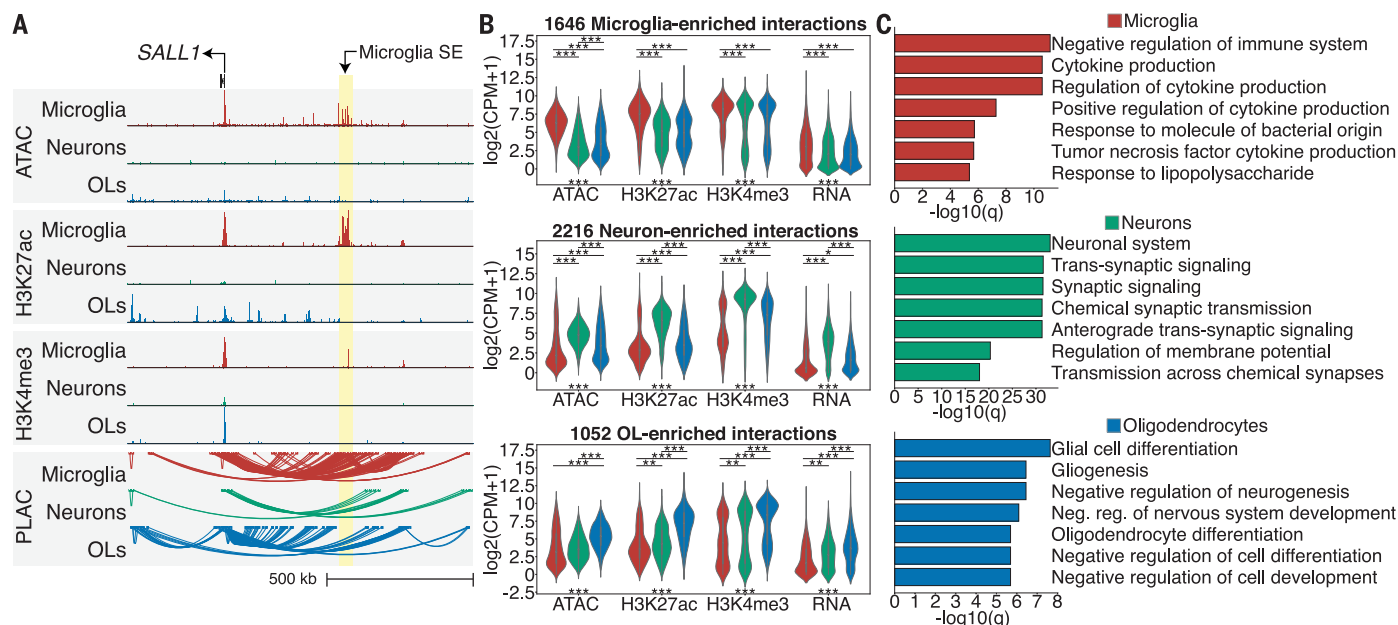 A
SALL1
Microglia SE
ATAC
Microglia
Neurons
OLs
H3K27ac
Microglia
Neurons
OLs
H3K4me3
Microglia
Neurons
OLs
PLAC
Microglia
Neurons
OLs
500 kb
B
1646 Microglia-enriched interactions
log2(CPM+1)
17.5
15
12.5
10
7.5
5
2.5
0
*** *** *** ***
*** *** *** ***
*** *** *** ***
***
*** *** *** ***
ATAC H3K27ac H3K4me3 RNA
2216 Neuron-enriched interactions
log2(CPM+1)
15
12.5
10
7.5
5
2.5
0
*** *** *** ***
*** *** *** *
*** *** *** ***
*** *** *** ***
ATAC H3K27ac H3K4me3 RNA
1052 OL-enriched interactions
log2(CPM+1)
17.5
15
12.5
10
7.5
5
2.5
0
-2.5
*** *** *** ***
*** *** *** ***
** ** **
*** *** *** ***
ATAC H3K27ac H3K4me3 RNA
C
Microglia
Negative regulation of immune system
Cytokine production
Regulation of cytokine production
Positive regulation of cytokine production
Response to molecule of bacterial origin
Tumor necrosis factor cytokine production
Response to lipopolysaccharide
0 2 4 6 8 10
-log10(q)
Neurons
Neuronal system
Trans-synaptic signaling
Synaptic signaling
Chemical synaptic transmission
Anterograde trans-synaptic signaling
Regulation of membrane potential
Transmission across chemical synapses
0 5 10 15 20 25 30
-log10(q)
Oligodendrocytes
Glial cell differentiation
Gliogenesis
Negative regulation of neurogenesis
Neg. reg. of nervous system development
Oligodendrocyte differentiation
Negative regulation of cell differentiation
Negative regulation of cell development
0 1 2 3 4 5 6 7 8
-log10(q)